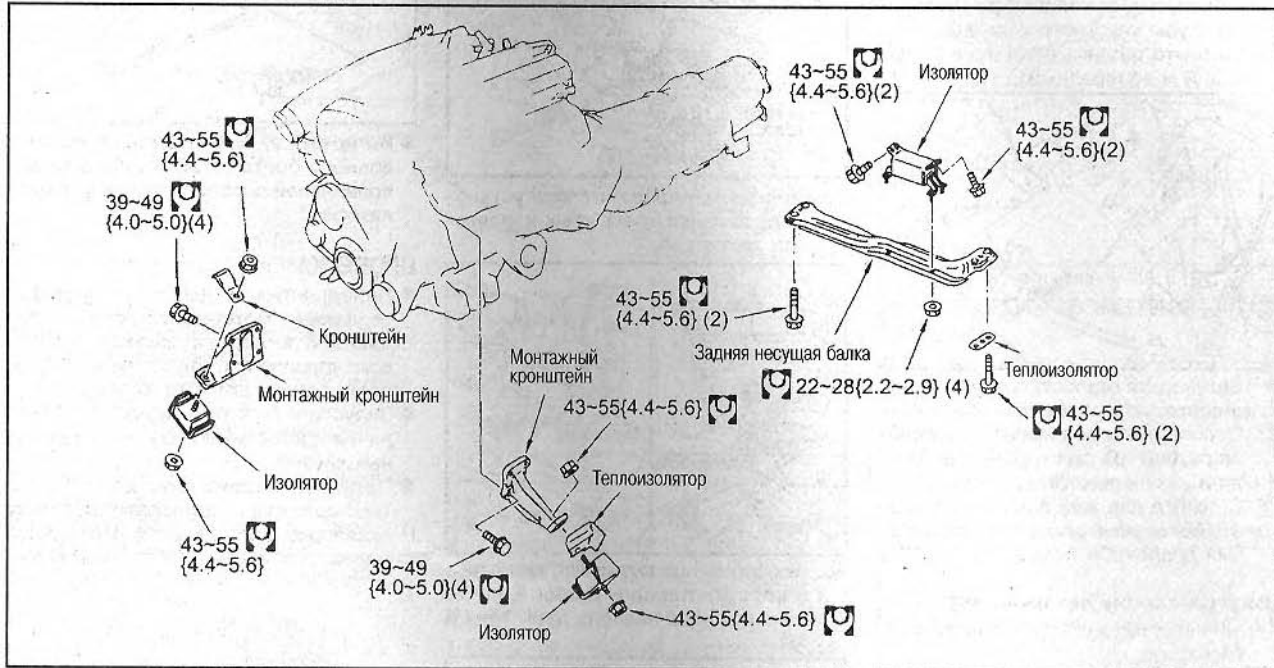 43~55
{4.4~5.6}(2)
Изолятор
43~55
{4.4~5.6}(2)
43~55
{4.4~5.6}
39~49
{4.0~5.0}(4)
Кронштейн
Монтажный кронштейн
Изолятор
43~55
{4.4~5.6}
43~55
{4.4~5.6} (2)
Задняя несущая балка
22~28{2.2~2.9} (4)
Теплоизолятор
43~55
{4.4~5.6} (2)
Монтажный
кронштейн
43~55{4.4~5.6}
Теплоизолятор
39~49
{4.0~5.0}(4)
Изолятор
43~55{4.4~5.6}